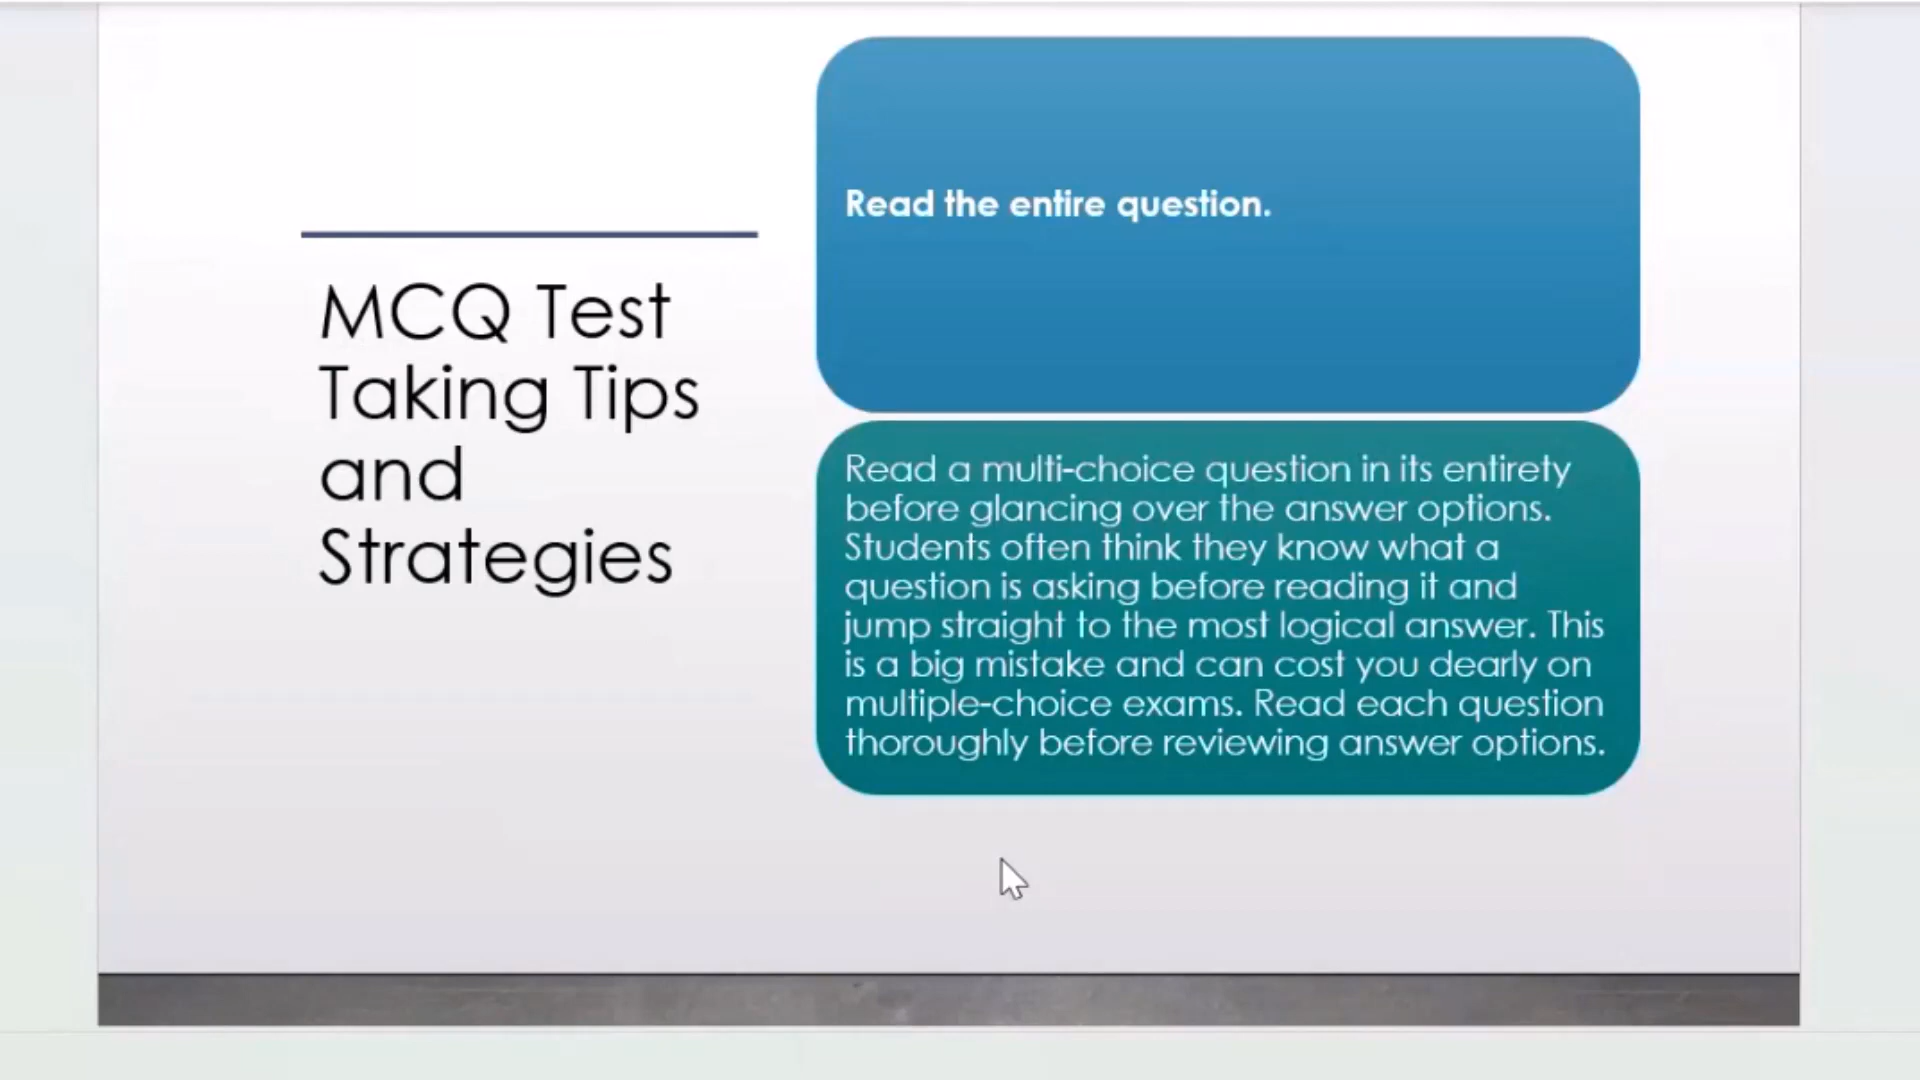 MCQ Test
Taking Tips
and
Strategies
Read the entire question.
Read a multi-choice question in its entirety
before glancing over the answer options.
Students often think they know what a
question is asking before reading it and
jump straight to the most logical answer. This
is a big mistake and can cost you dearly on
multiple-choice exams. Read each question
thoroughly before reviewing answer options.